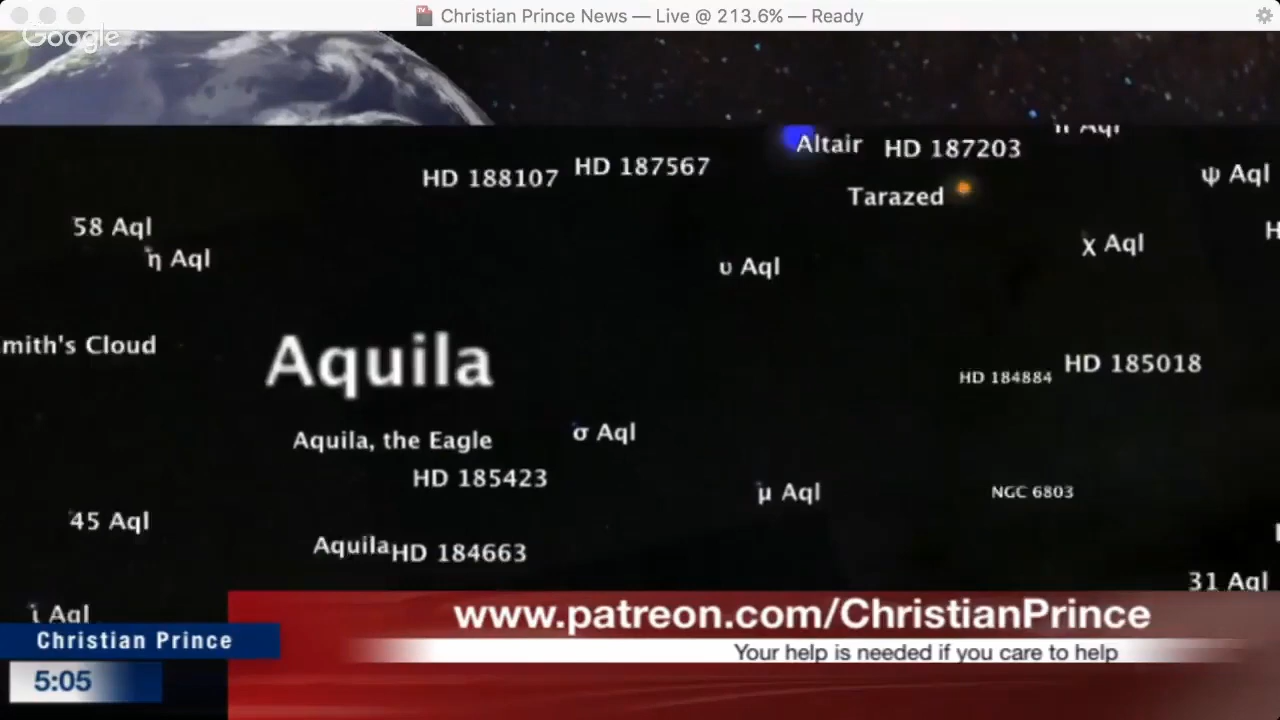 Christian Prince News — Live @ 213.6% — Ready
Google
Altair
HD 187203
HD 188107
HD 187567
ψ Aql
Tarazed
58 Aql
η Aql
υ Aql
χ Aql
mith's Cloud
Aquila
HD 184884
HD 185018
Aquila, the Eagle
σ Aql
HD 185423
μ Aql
NGC 6803
45 Aql
Aquila
HD 184663
31 Aql
ι Aql
www.patreon.com/ChristianPrince
Christian Prince
Your help is needed if you care to help
5:05